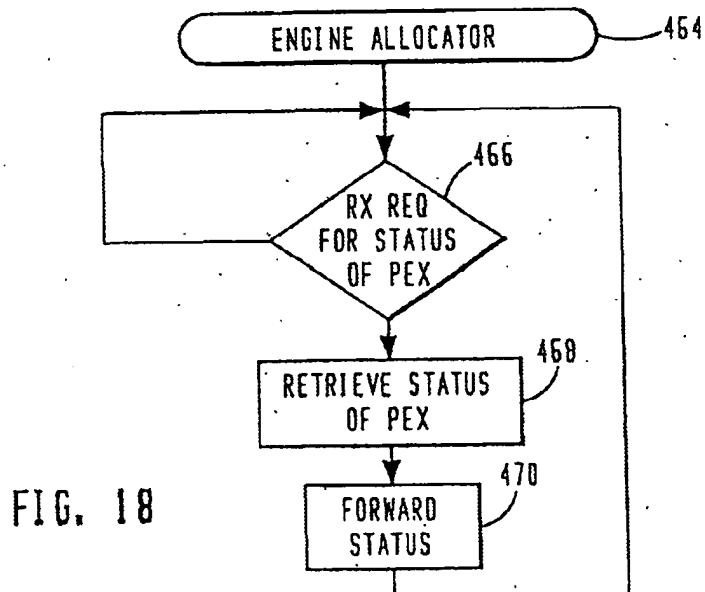 ENGINE ALLOCATOR
464
466
RX REQ
FOR STATUS
OF PEX
468
RETRIEVE STATUS
OF PEX
470
FORWARD
STATUS
FIG. 18